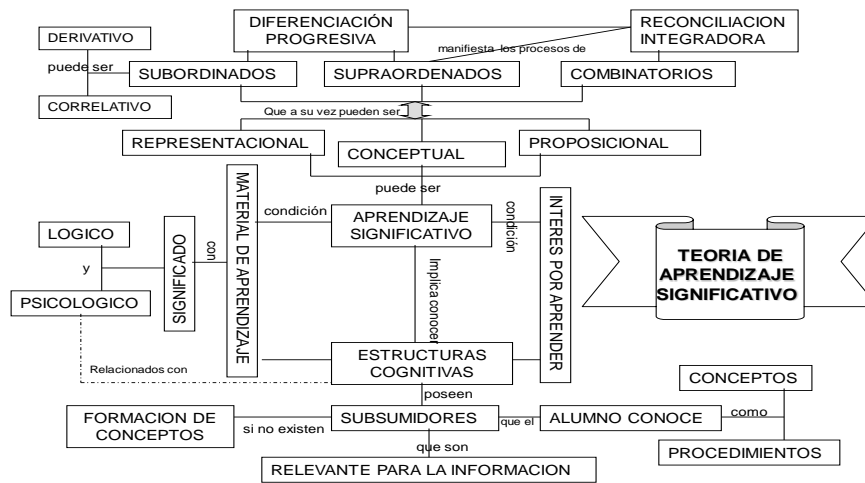 DIFERENCIACIÓN
PROGRESIVA
RECONCILIACION
INTEGRADORA
DERIVATIVO
manifiesta los procesos de
puede ser
SUBORDINADOS
SUPRAORDENADOS
COMBINATORIOS
CORRELATIVO
Que a su vez pueden ser
REPRESENTACIONAL
CONCEPTUAL
PROPOSICIONAL
puede ser
MATERIAL DE APRENDIZAJE
condición
APRENDIZAJE
SIGNIFICATIVO
condición
INTERES POR APRENDER
LOGICO
y
PSICOLOGICO
SIGNIFICADO
con
Implica conocer
TEORIA DE
APRENDIZAJE
SIGNIFICATIVO
Relacionados con
ESTRUCTURAS
COGNITIVAS
poseen
CONCEPTOS
FORMACION DE
CONCEPTOS
si no existen
SUBSUMIDORES
que el
ALUMNO CONOCE
como
que son
PROCEDIMIENTOS
RELEVANTE PARA LA INFORMACION